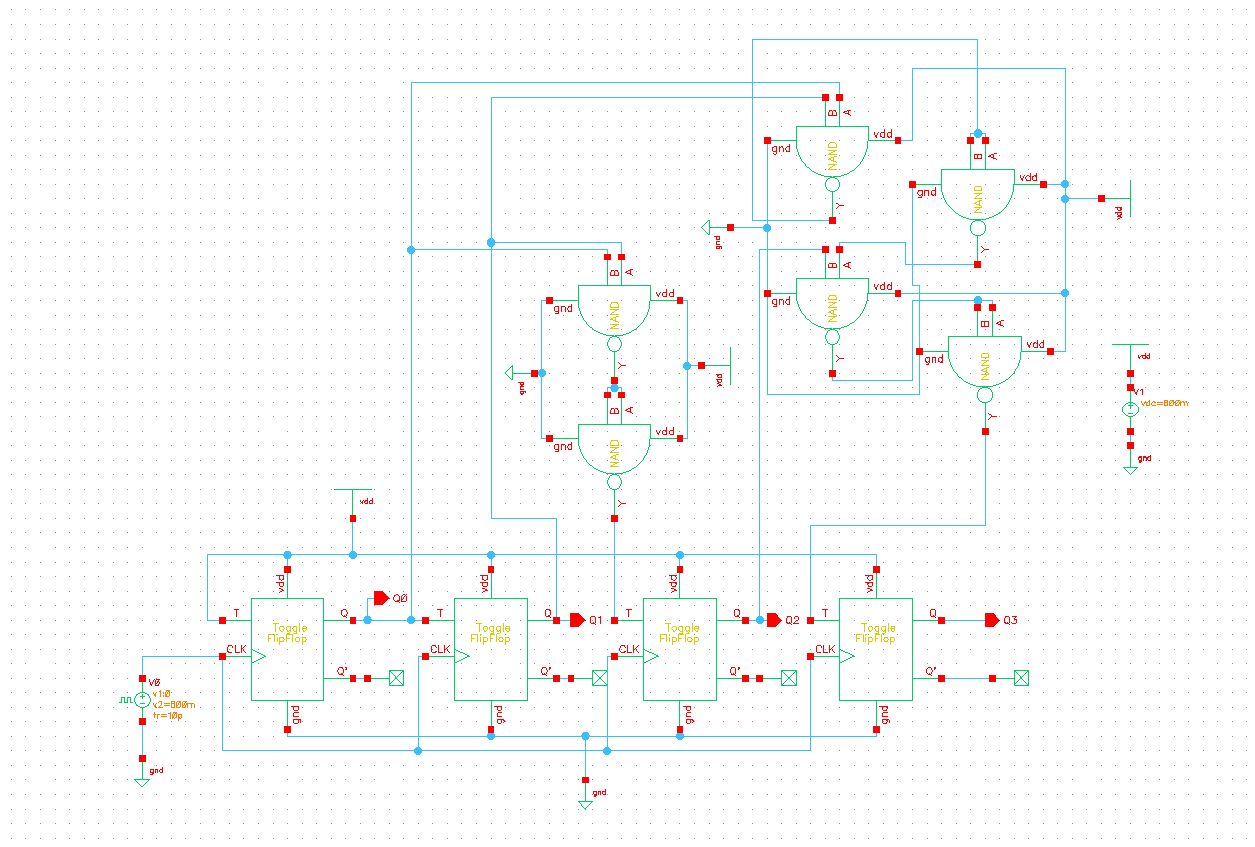 B A
vdd
gnd
NAND
Y
B A
vdd
gnd
NAND
Y
vdd
gnd
B A
vdd
gnd
NAND
Y
B A
vdd
gnd
NAND
Y
B A
vdd
gnd
NAND
Y
gnd
vdd
B A
vdd
gnd
NAND
Y
vdd
V1
vdc=800m
gnd
vdd
vdd
vdd
vdd
vdd
Q0
T Q
T Q
Q1
T Q
Q2
T Q
Q3
Toggle
FlipFlop
Toggle
FlipFlop
Toggle
FlipFlop
Toggle
FlipFlop
CLK
CLK
CLK
CLK
Q'
Q'
Q'
Q'
V0
v1:0
v2=800m
tr=10p
gnd
gnd
gnd
gnd
gnd
gnd